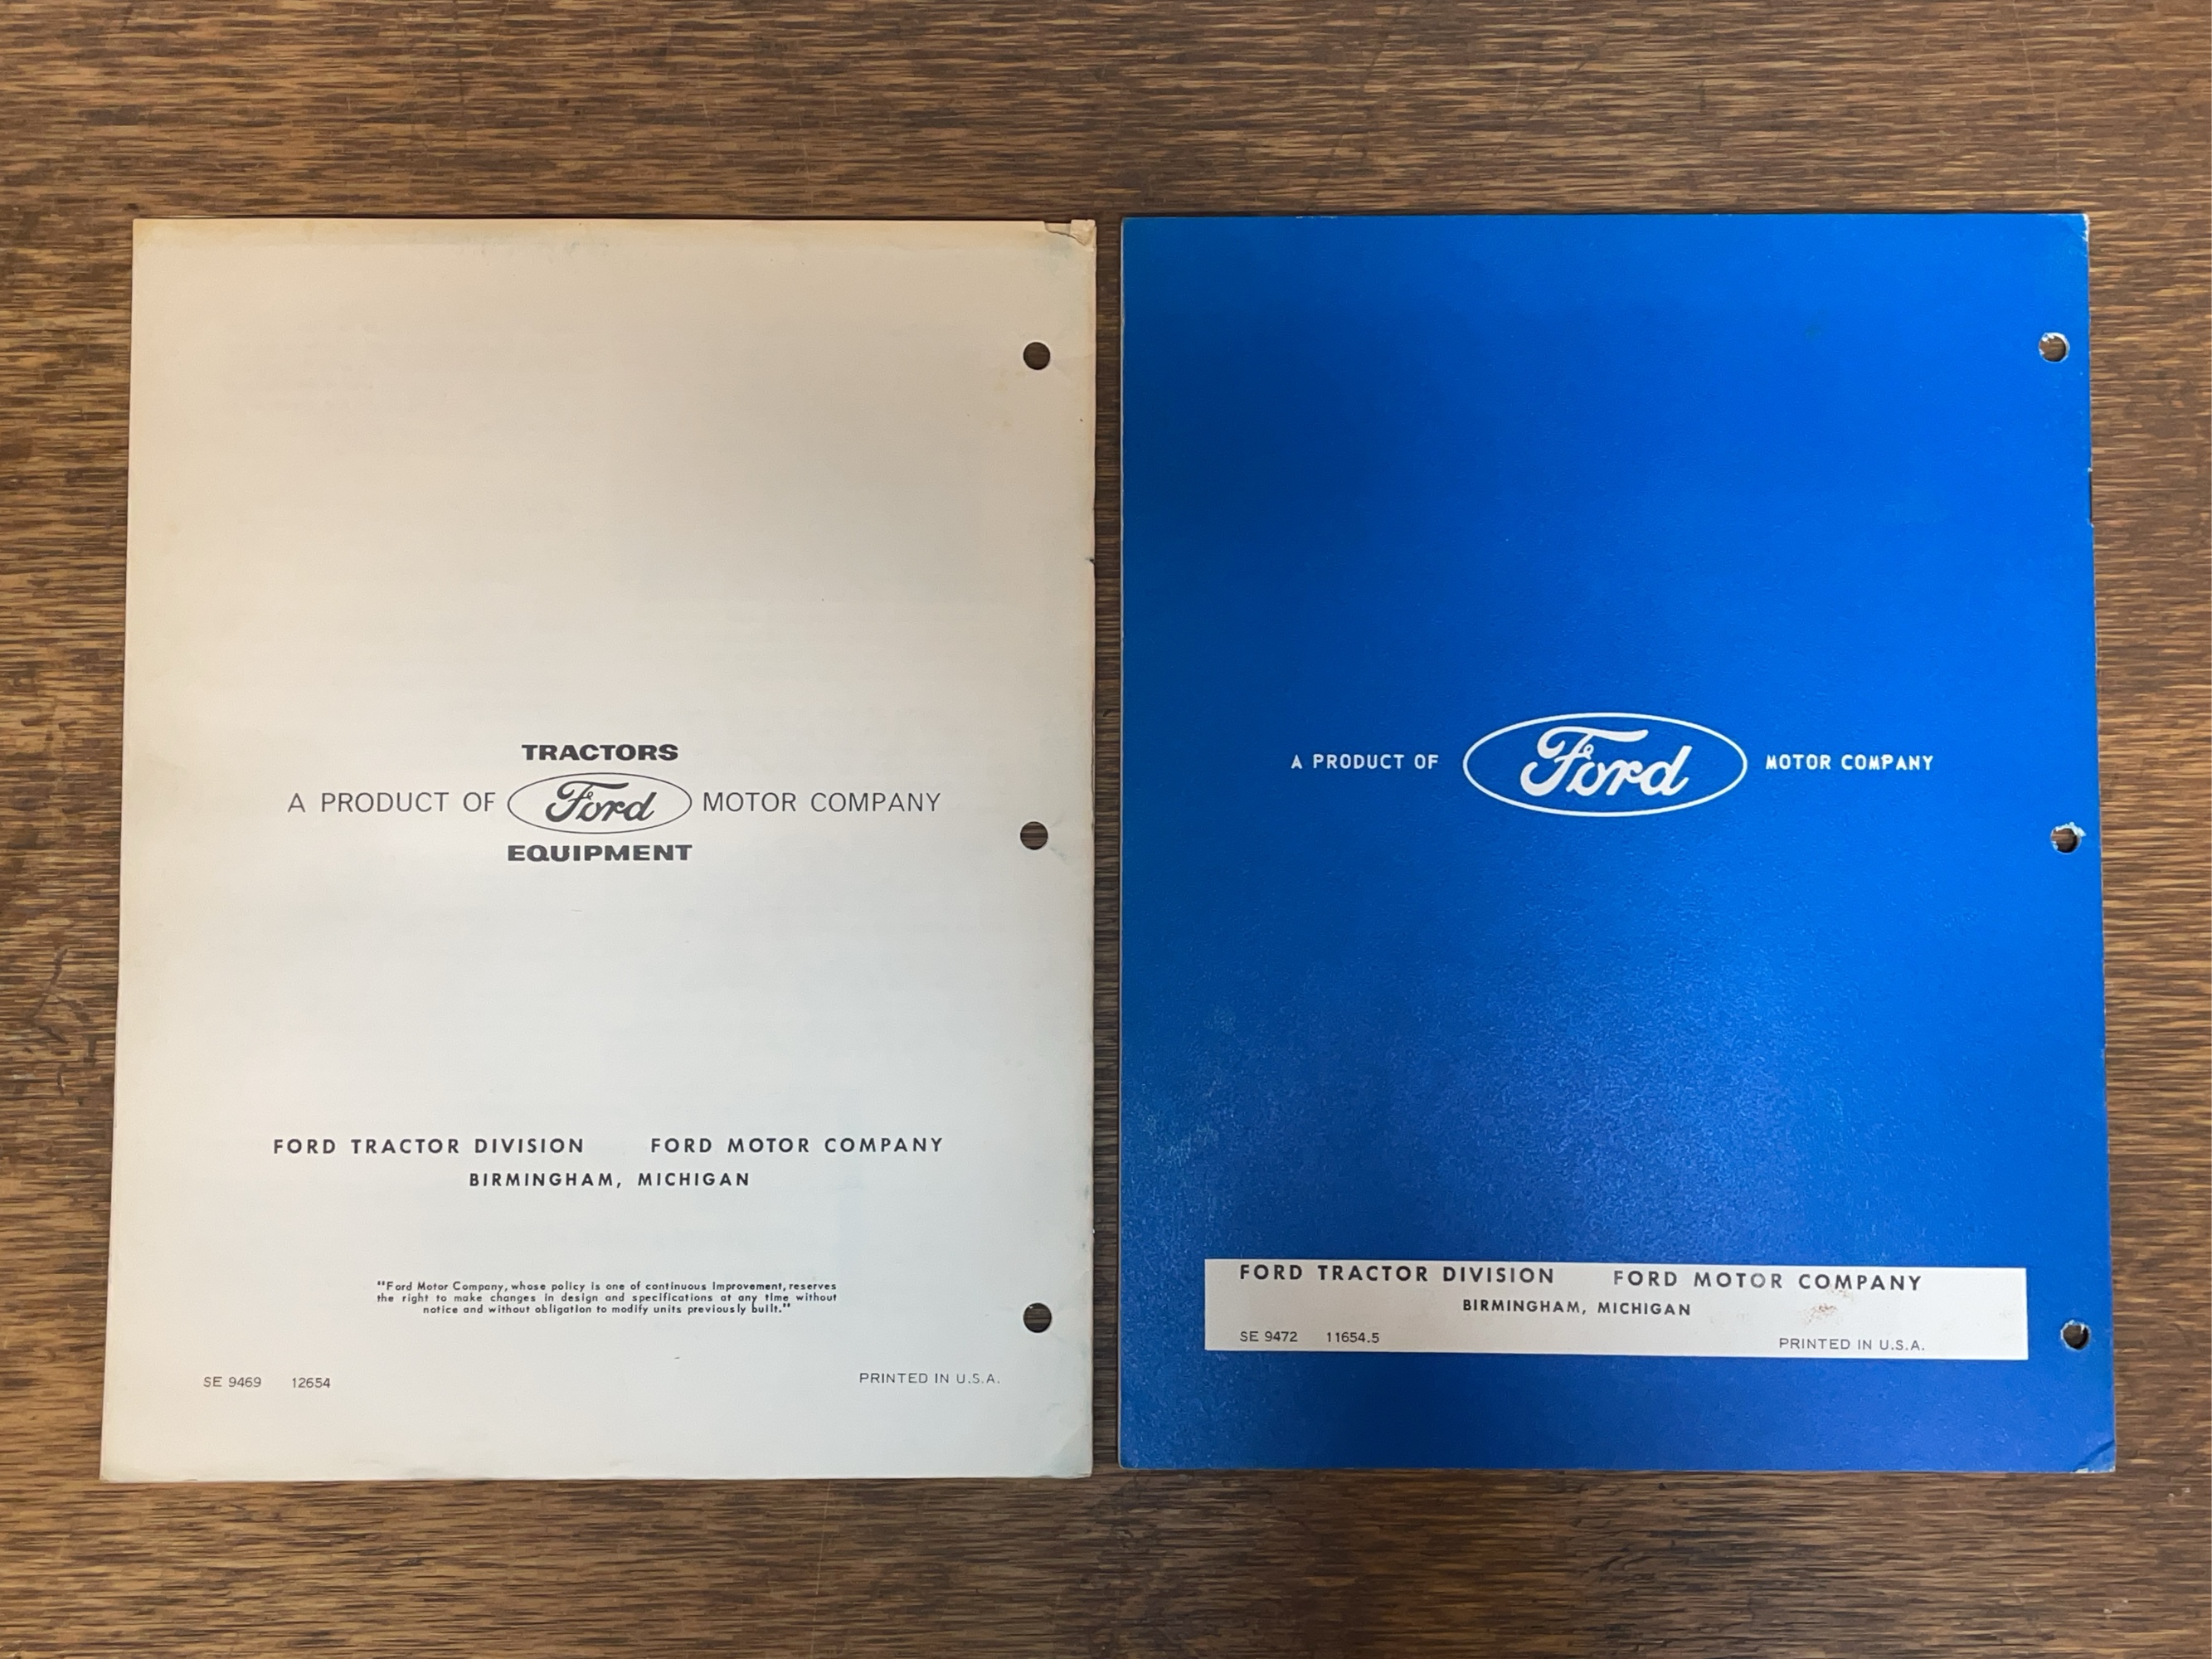 TRACTORS
A PRODUCT OF Ford MOTOR COMPANY
EQUIPMENT
FORD TRACTOR DIVISION FORD MOTOR COMPANY
BIRMINGHAM, MICHIGAN
"Ford Motor Company, whose policy is one of continuous improvement, reserves
the right to make changes in design and specifications at any time without
notice and without obligation to modify units previously built."
SE 9469 12654 PRINTED IN U.S.A.
A PRODUCT OF Ford MOTOR COMPANY
FORD TRACTOR DIVISION FORD MOTOR COMPANY
BIRMINGHAM, MICHIGAN
SE 9472 11654.5 PRINTED IN U.S.A.